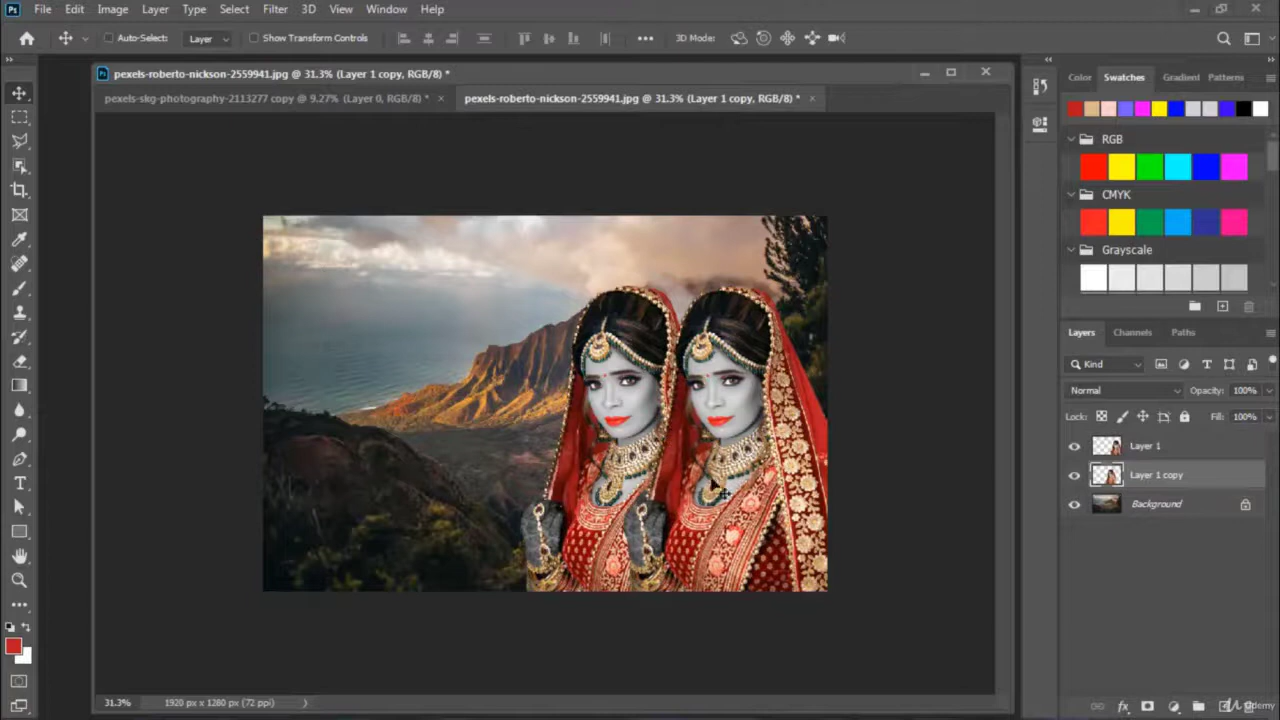 Ps File Edit Image Layer Type Select Filter 3D View Window Help
Auto-Select: Layer Show Transform Controls 3D Mode:
pexels-roberto-nickson-2559941.jpg @ 31.3% (Layer 1 copy, RGB/8) *
pexels-skg-photography-2113277 copy @ 9.27% (Layer 0, RGB/8) * pexels-roberto-nickson-2559941.jpg @ 31.3% (Layer 1 copy, RGB/8) *
Color Swatches Gradient Patterns
RGB
CMYK
Grayscale
Layers Channels Paths
Kind
Normal Opacity: 100%
Lock: Fill: 100%
Layer 1
Layer 1 copy
Background
31.3% 1920 px x 1280 px (72 ppi)
fx
Udemy